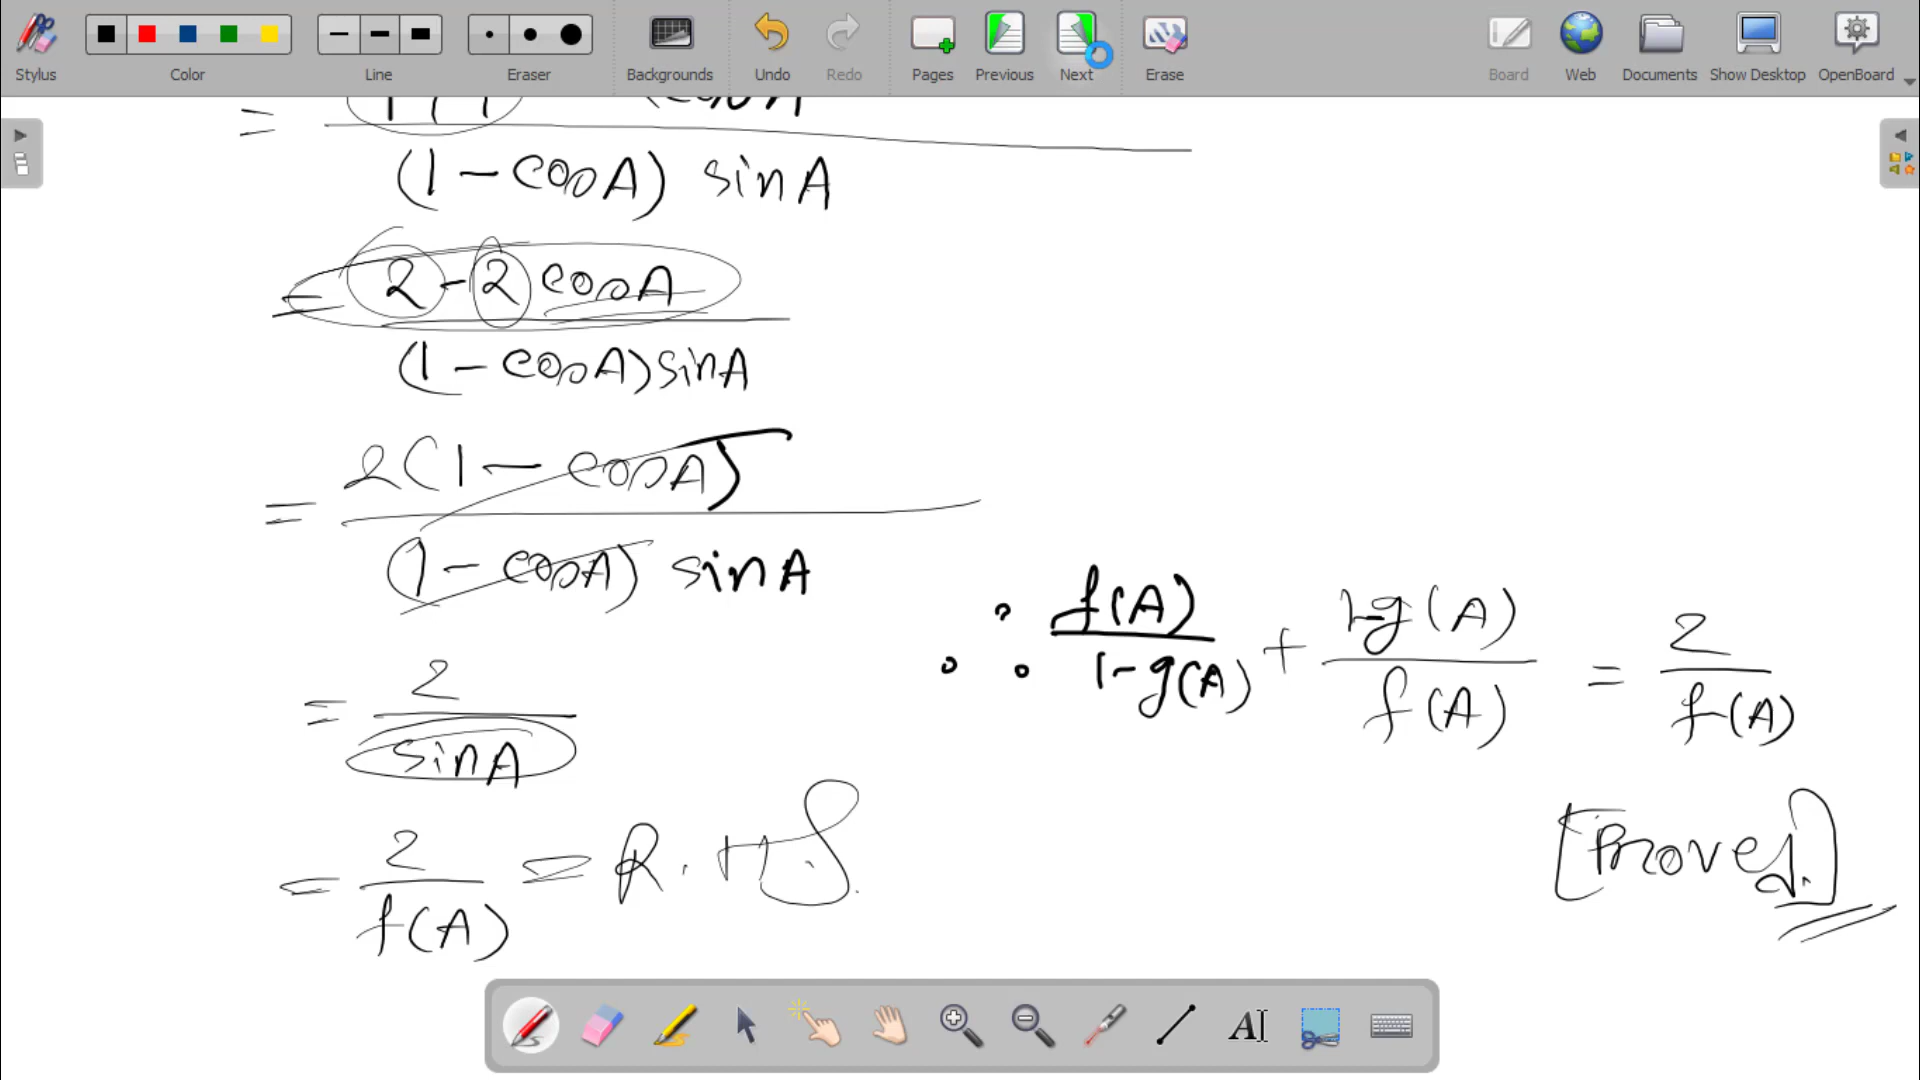 Stylus Color Line Eraser Backgrounds Undo Redo Pages Previous Next Erase Board Web Documents Show Desktop OpenBoard
=
(1 - cosA) sinA
= 2 - 2 cosA
(1 - cosA) sinA
= 2(1 - cosA)
(1 - cosA) sinA
= 2
sinA
= 2
f(A)
= R.H.S.
∴ f(A)
1-g(A)
+ 1-g(A)
f(A)
= 2
f(A)
[Proved.]